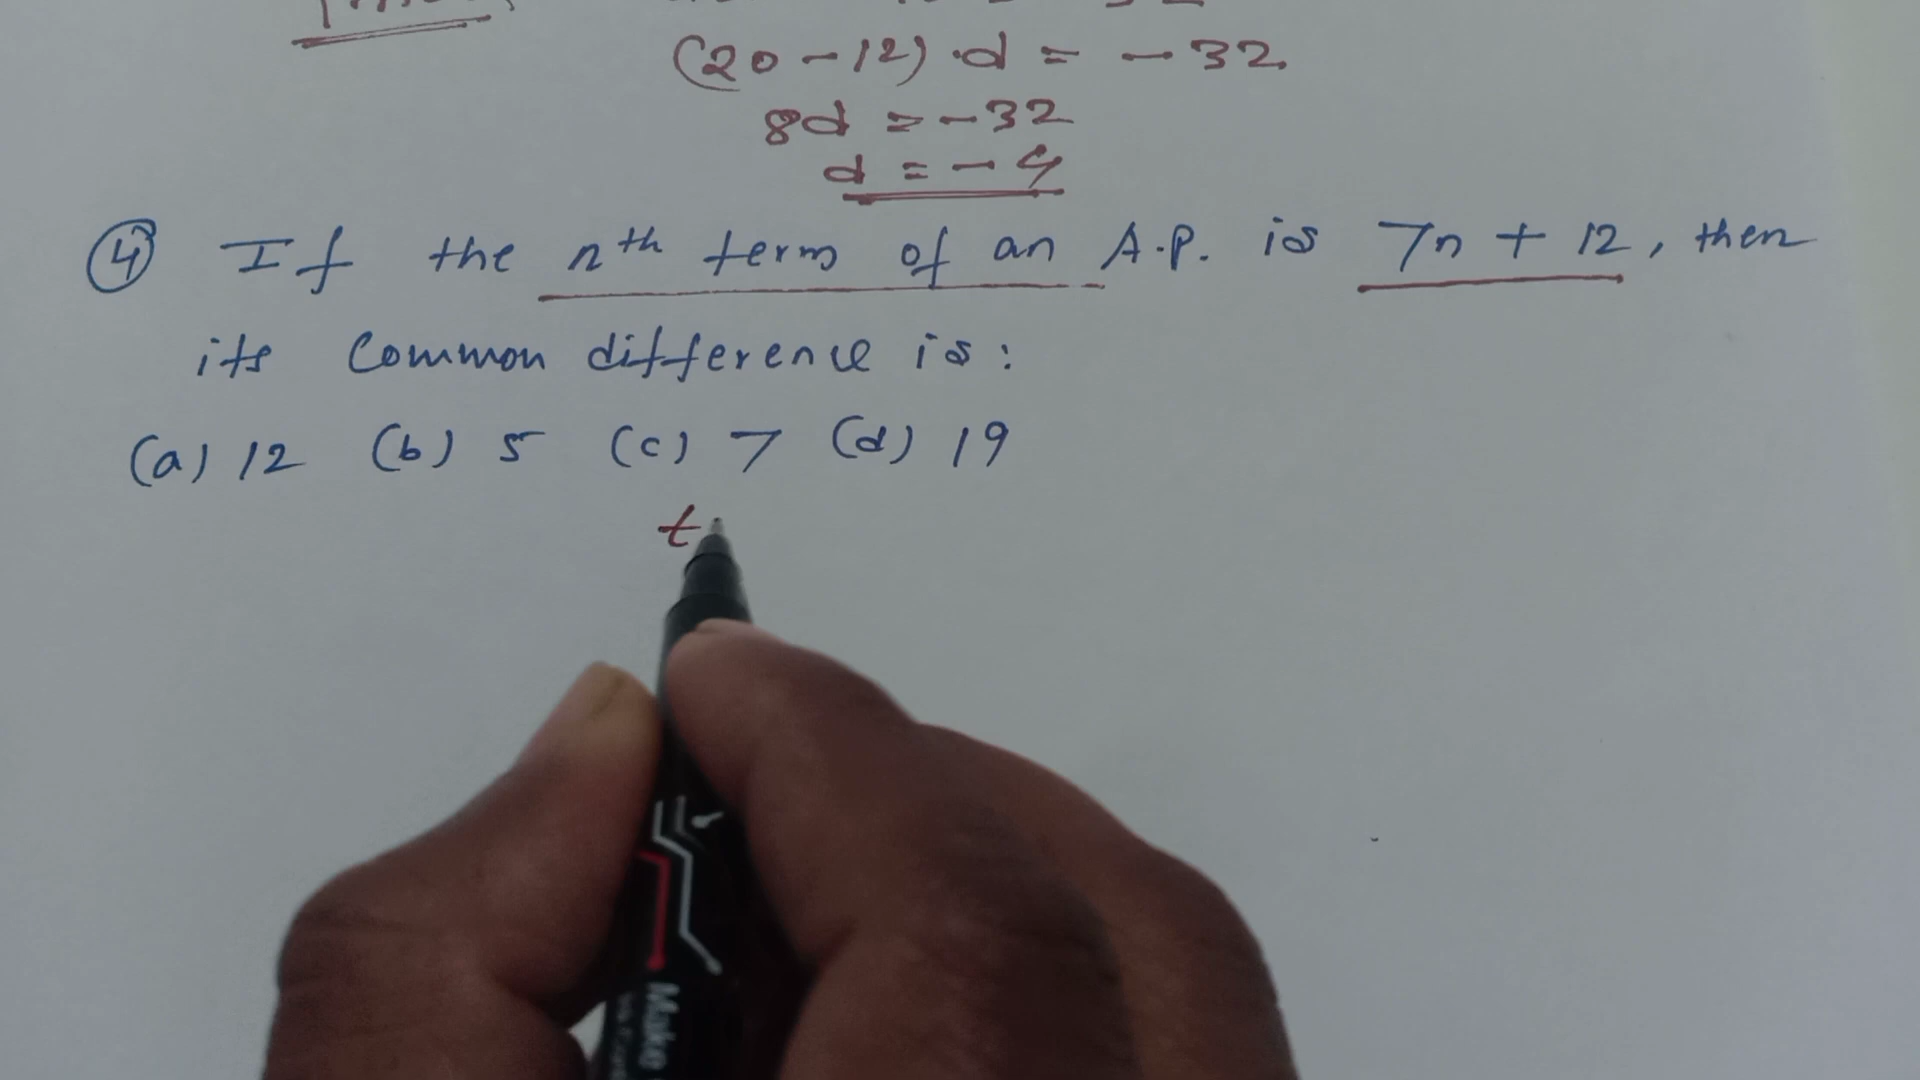 (20-12)·d = -32
8d = -32
d = -4
④ If the nth term of an A.P. is 7n + 12, then
its common difference is:
(a) 12 (b) 5 (c) 7 (d) 19
t